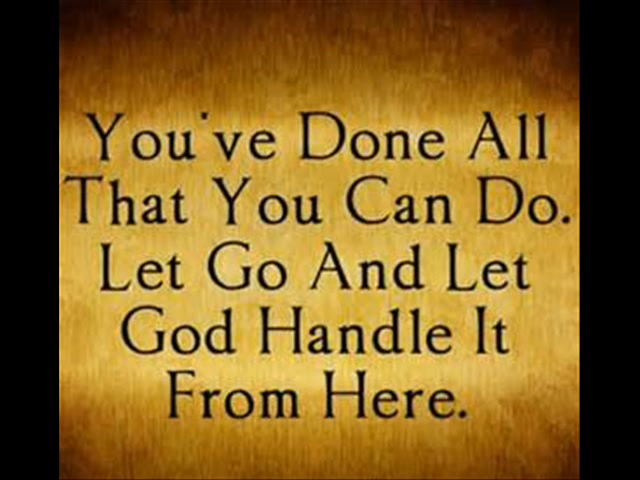 You've Done All
That You Can Do.
Let Go And Let
God Handle It
From Here.